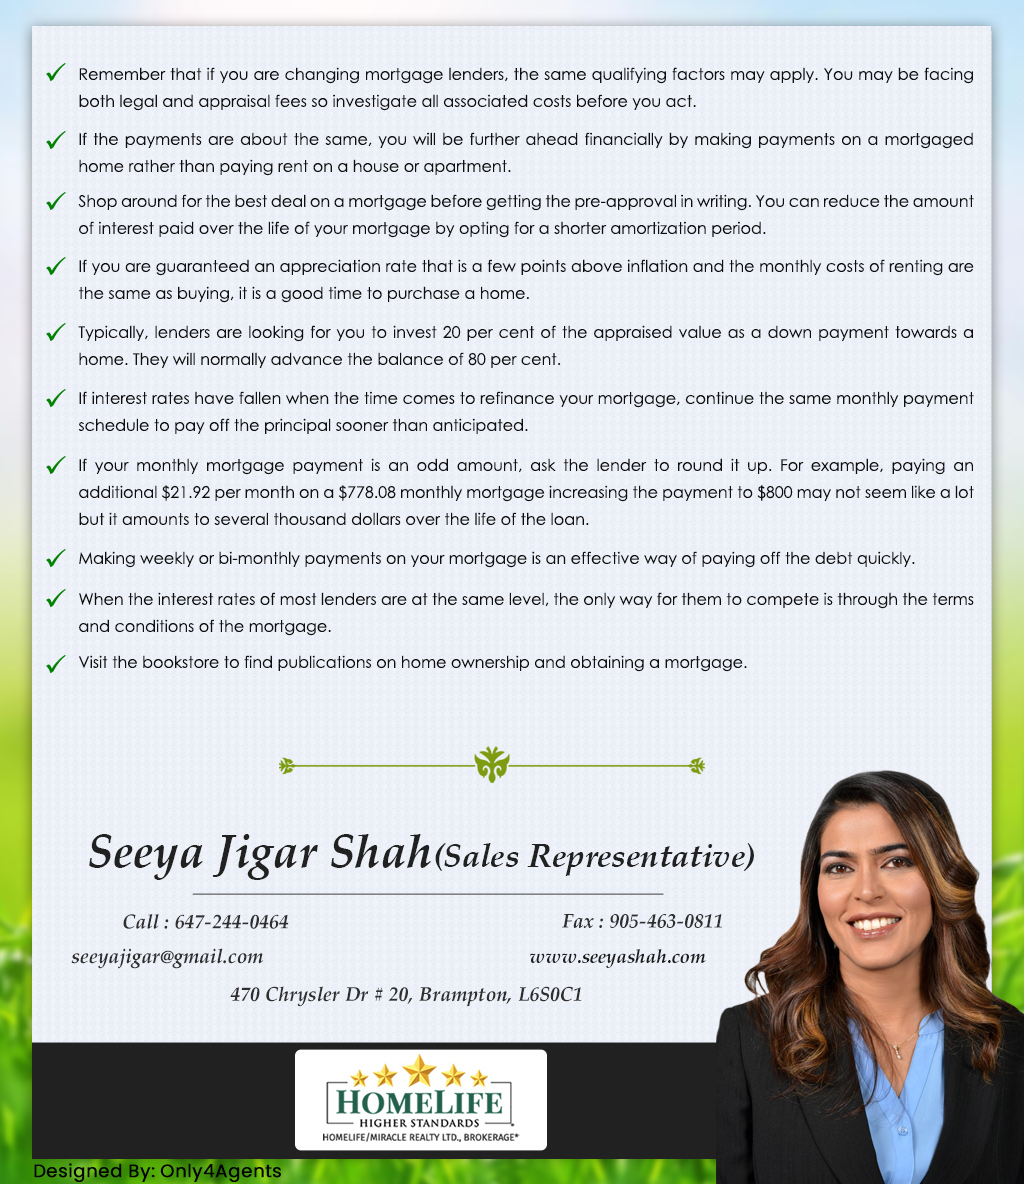 Remember that if you are changing mortgage lenders, the same qualifying factors may apply. You may be facing
both legal and appraisal fees so investigate all associated costs before you act.
If the payments are about the same, you will be further ahead financially by making payments on a mortgaged
home rather than paying rent on a house or apartment.
Shop around for the best deal on a mortgage before getting the pre-approval in writing. You can reduce the amount
of interest paid over the life of your mortgage by opting for a shorter amortization period.
If you are guaranteed an appreciation rate that is a few points above inflation and the monthly costs of renting are
the same as buying, it is a good time to purchase a home.
Typically, lenders are looking for you to invest 20 per cent of the appraised value as a down payment towards a
home. They will normally advance the balance of 80 per cent.
If interest rates have fallen when the time comes to refinance your mortgage, continue the same monthly payment
schedule to pay off the principal sooner than anticipated.
If your monthly mortgage payment is an odd amount, ask the lender to round it up. For example, paying an
additional $21.92 per month on a $778.08 monthly mortgage increasing the payment to $800 may not seem like a lot
but it amounts to several thousand dollars over the life of the loan.
Making weekly or bi-monthly payments on your mortgage is an effective way of paying off the debt quickly.
When the interest rates of most lenders are at the same level, the only way for them to compete is through the terms
and conditions of the mortgage.
Visit the bookstore to find publications on home ownership and obtaining a mortgage.
Seeya Jigar Shah(Sales Representative)
Call : 647-244-0464
Fax : 905-463-0811
seeyajigar@gmail.com
www.seeyashah.com
470 Chrysler Dr # 20, Brampton, L6S0C1
HOMELIFE
HIGHER STANDARDS
HOMELIFE/MIRACLE REALTY LTD., BROKERAGE*
Designed By: Only4Agents